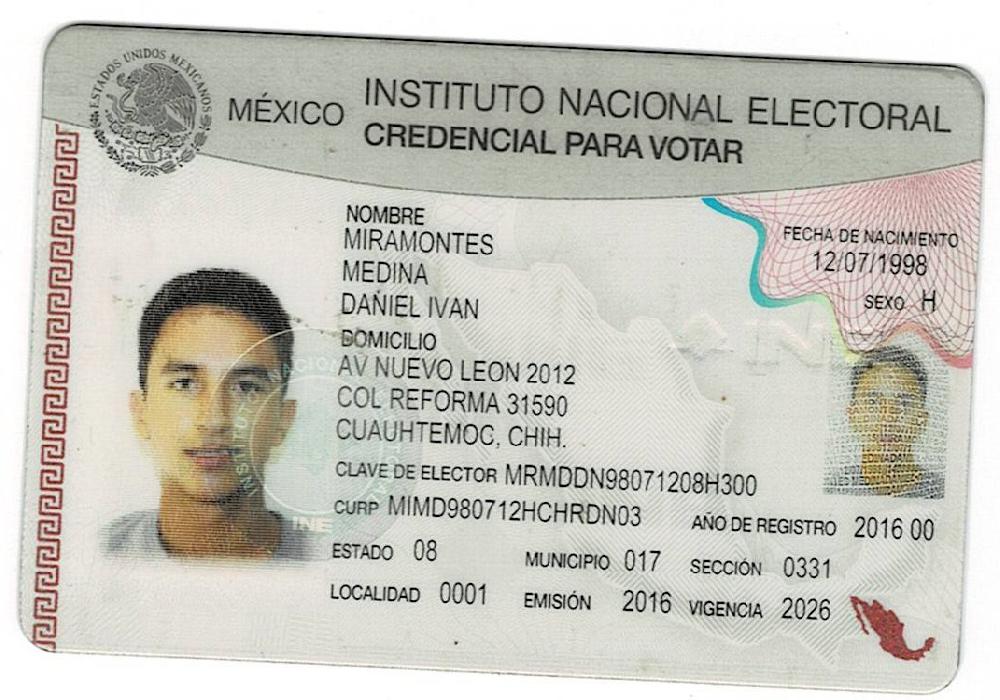 ESTADOS UNIDOS MEXICANOS
MÉXICO
INSTITUTO NACIONAL ELECTORAL
CREDENCIAL PARA VOTAR
NOMBRE
MIRAMONTES
MEDINA
DANIEL IVAN
FECHA DE NACIMIENTO
12/07/1998
SEXO H
DOMICILIO
AV NUEVO LEON 2012
COL REFORMA 31590
CUAUHTEMOC, CHIH.
CLAVE DE ELECTOR MRMDDN98071208H300
CURP MIMD980712HCHRDN03
AÑO DE REGISTRO 2016 00
ESTADO 08
MUNICIPIO 017
SECCIÓN 0331
LOCALIDAD 0001
EMISIÓN 2016
VIGENCIA 2026
INE